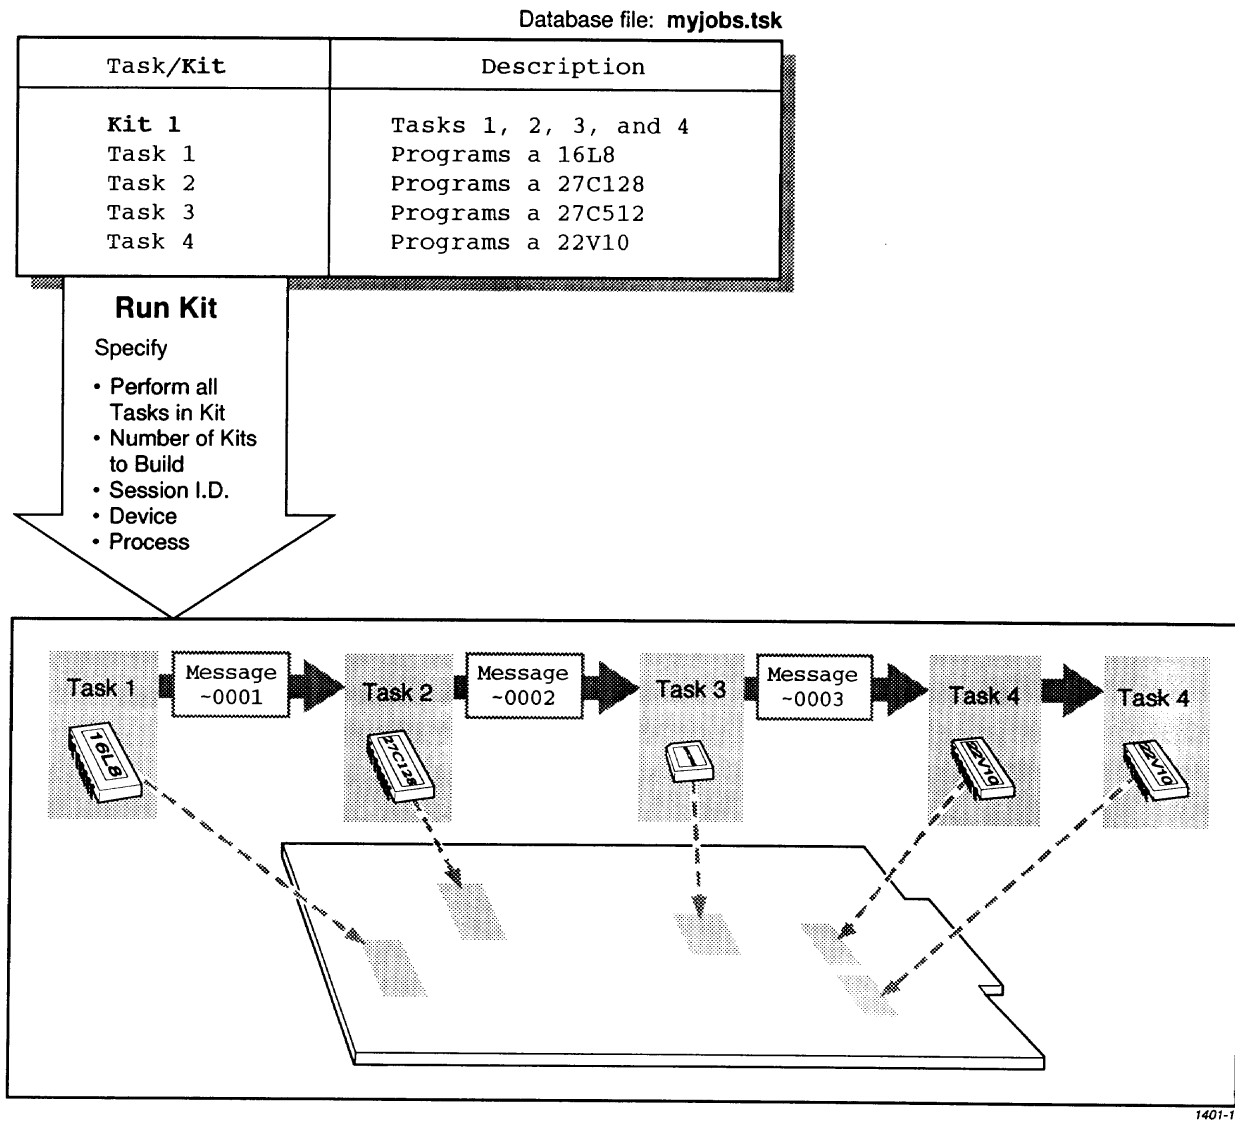 Database file: myjobs.tsk
Task/Kit Description
Kit 1 Tasks 1, 2, 3, and 4
Task 1 Programs a 16L8
Task 2 Programs a 27C128
Task 3 Programs a 27C512
Task 4 Programs a 22V10
Run Kit
Specify
• Perform all
Tasks in Kit
• Number of Kits
to Build
• Session I.D.
• Device
• Process
Task 1
Message
~0001
Task 2
Message
~0002
Task 3
Message
~0003
Task 4
Task 4
16L8
27C128
22V10
22V10
1401-1